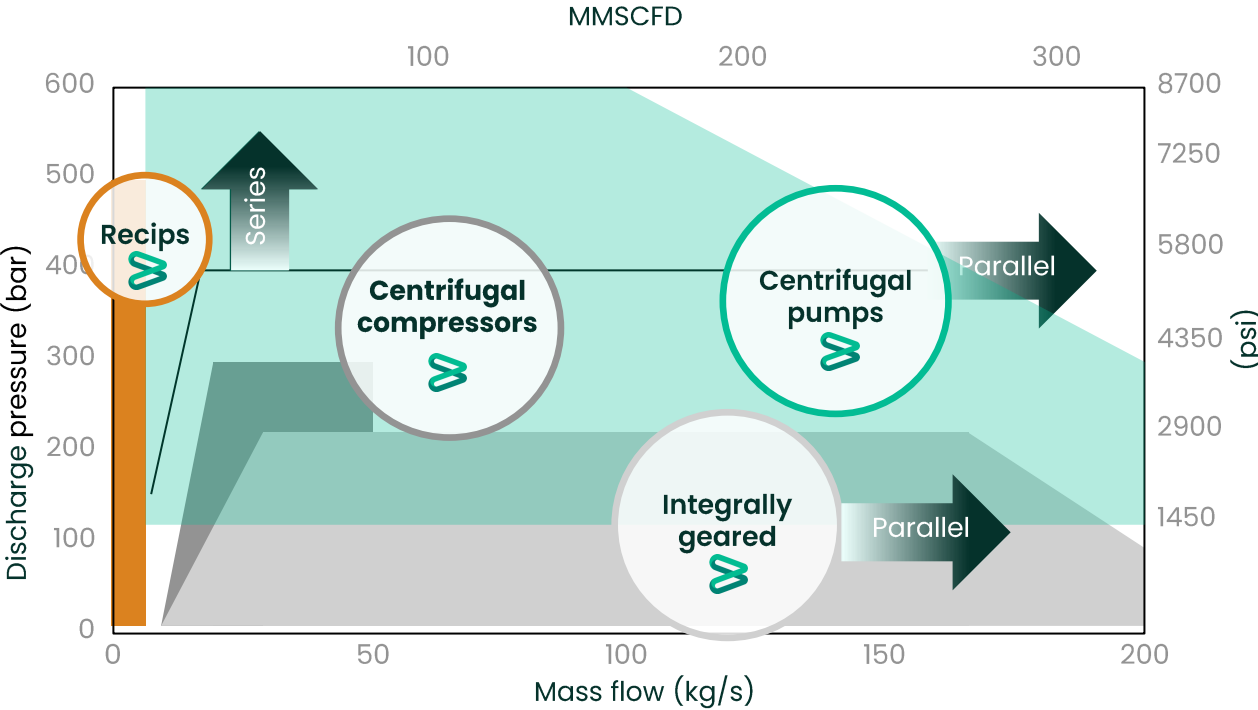 MMSCFD
100 200 300
600 8700
500 7250
400 5800
300 4350
200 2900
100 1450
0
Discharge pressure (bar)
(psi)
Recips
Series
Centrifugal
compressors
Centrifugal
pumps
Parallel
Integrally
geared
Parallel
0 50 100 150 200
Mass flow (kg/s)